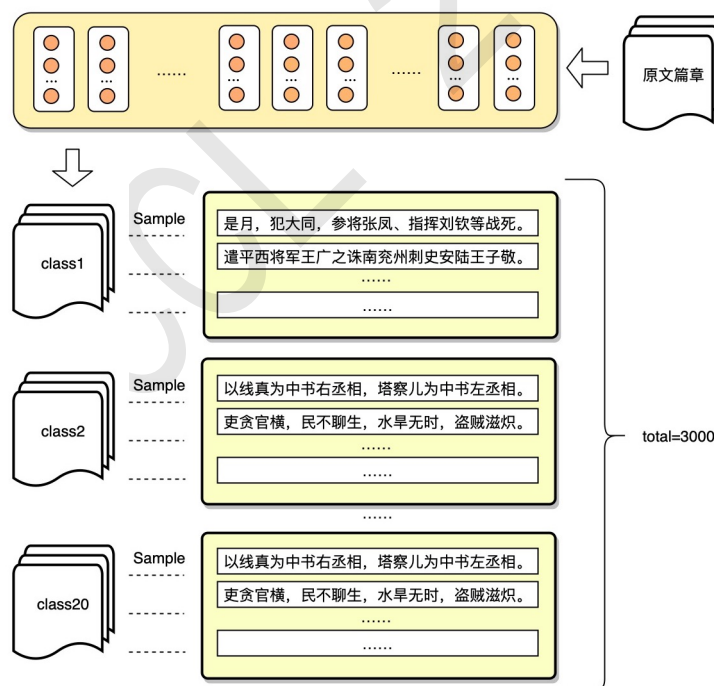 ...
...
...
...
...
...
...
......
......
原文篇章
Sample
class1
是月，犯大同，参将张凤、指挥刘钦等战死。
遣平西将军王广之诛南兖州刺史安陆王子敬。
......
......
Sample
class2
以线真为中书右丞相，塔察儿为中书左丞相。
吏贪官横，民不聊生，水旱无时，盗贼滋炽。
......
......
......
total=3000
Sample
class20
以线真为中书右丞相，塔察儿为中书左丞相。
吏贪官横，民不聊生，水旱无时，盗贼滋炽。
......
......